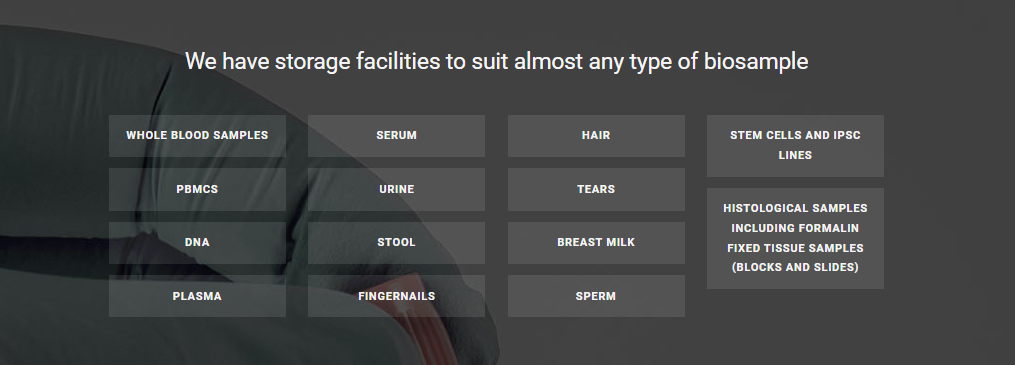 We have storage facilities to suit almost any type of biosample
WHOLE BLOOD SAMPLES
PBMCS
DNA
PLASMA
SERUM
URINE
STOOL
FINGERNAILS
HAIR
TEARS
BREAST MILK
SPERM
STEM CELLS AND IPSC
LINES
HISTOLOGICAL SAMPLES
INCLUDING FORMALIN
FIXED TISSUE SAMPLES
(BLOCKS AND SLIDES)